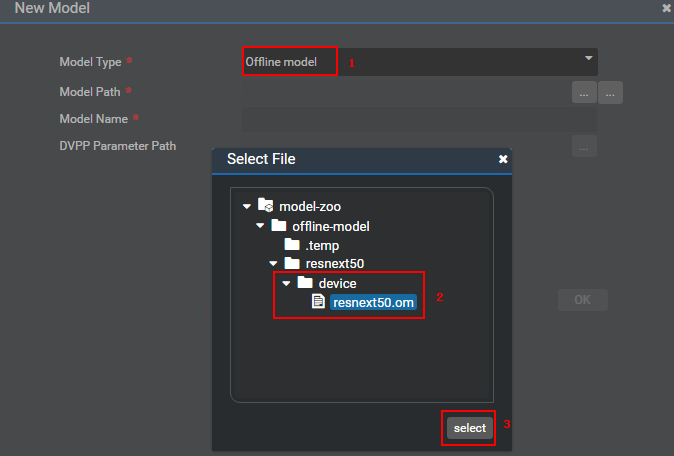 New Model
Model Type *
Offline model
1
Model Path *
... ...
Model Name *
DVPP Parameter Path
...
Select File
model-zoo
offline-model
.temp
resnext50
device
2
resnext50.om
OK
select
3